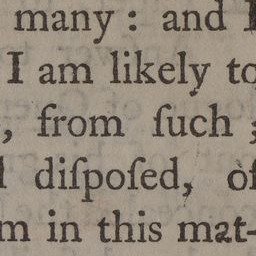 many: and I
I am likely to
, from ſuch ;
diſpoſed, of
m in this mat-